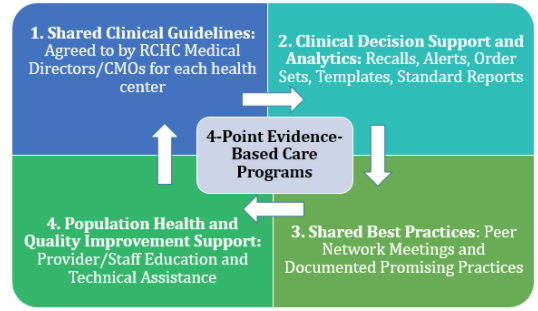 1. Shared Clinical Guidelines:
Agreed to by RCHC Medical
Directors/CMOs for each health
center
2. Clinical Decision Support and
Analytics: Recalls, Alerts, Order
Sets, Templates, Standard Reports
4-Point Evidence-
Based Care
Programs
3. Shared Best Practices: Peer
Network Meetings and
Documented Promising Practices
4. Population Health and
Quality Improvement Support:
Provider/Staff Education and
Technical Assistance